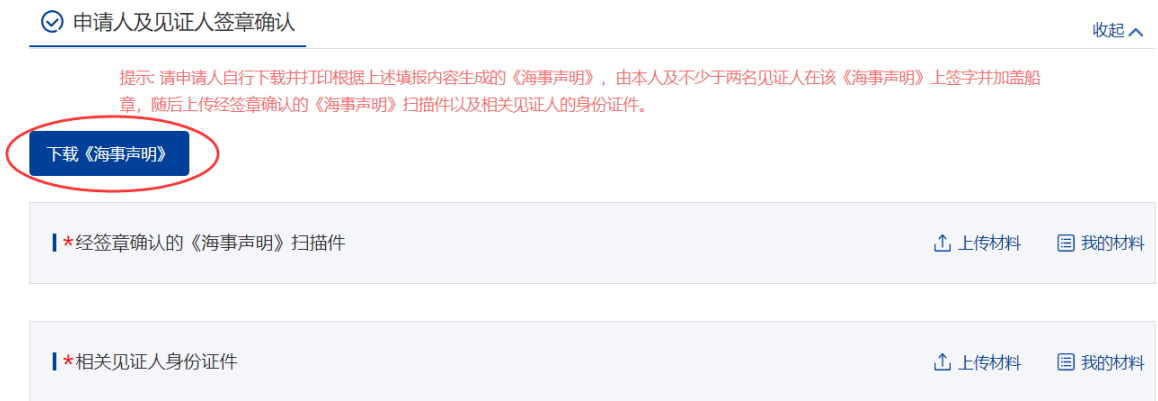 申请人及见证人签章确认
收起
提示: 请申请人自行下载并打印根据上述填报内容生成的《海事声明》，由本人及不少于两名见证人在该《海事声明》上签字并加盖船
章，随后上传经签章确认的《海事声明》扫描件以及相关见证人的身份证件。
下载《海事声明》
*经签章确认的《海事声明》扫描件 上传材料 我的材料
*相关见证人身份证件 上传材料 我的材料